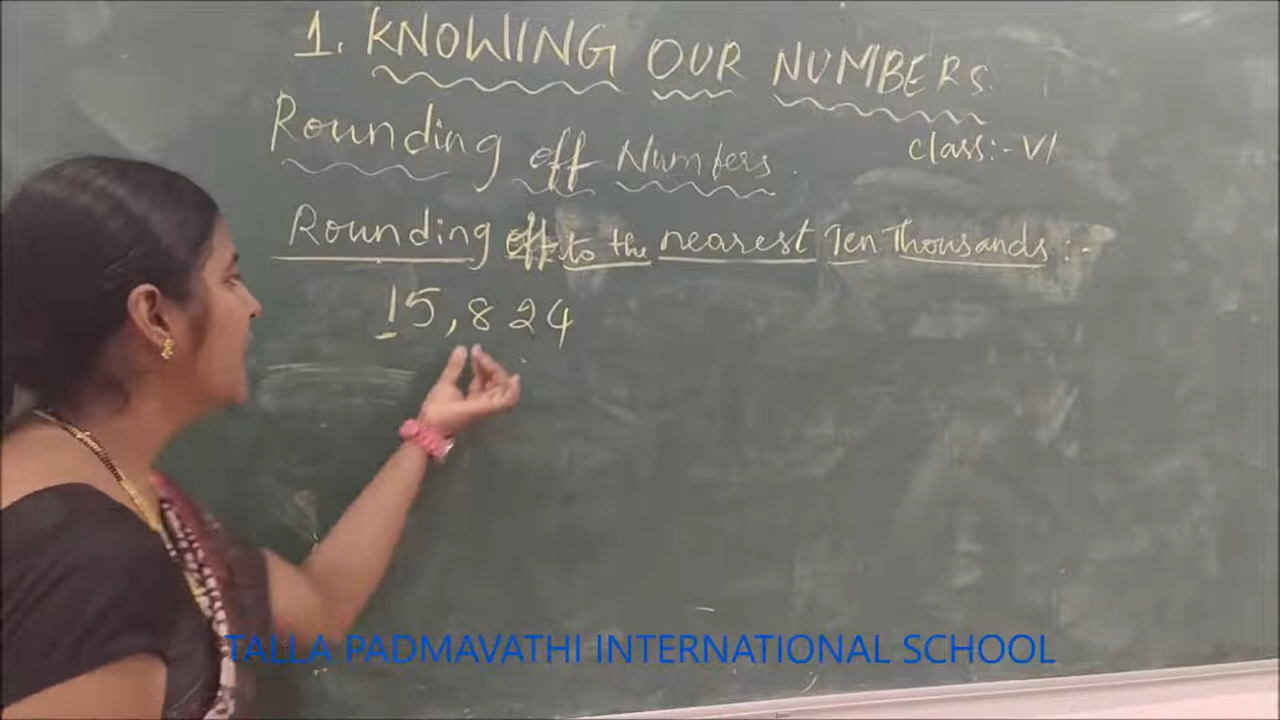 1. KNOWING OUR NUMBERS.
Rounding off Numbers.
class:- VI
Rounding off to the nearest Ten Thousands :-
15,824
TALLA PADMAVATHI INTERNATIONAL SCHOOL